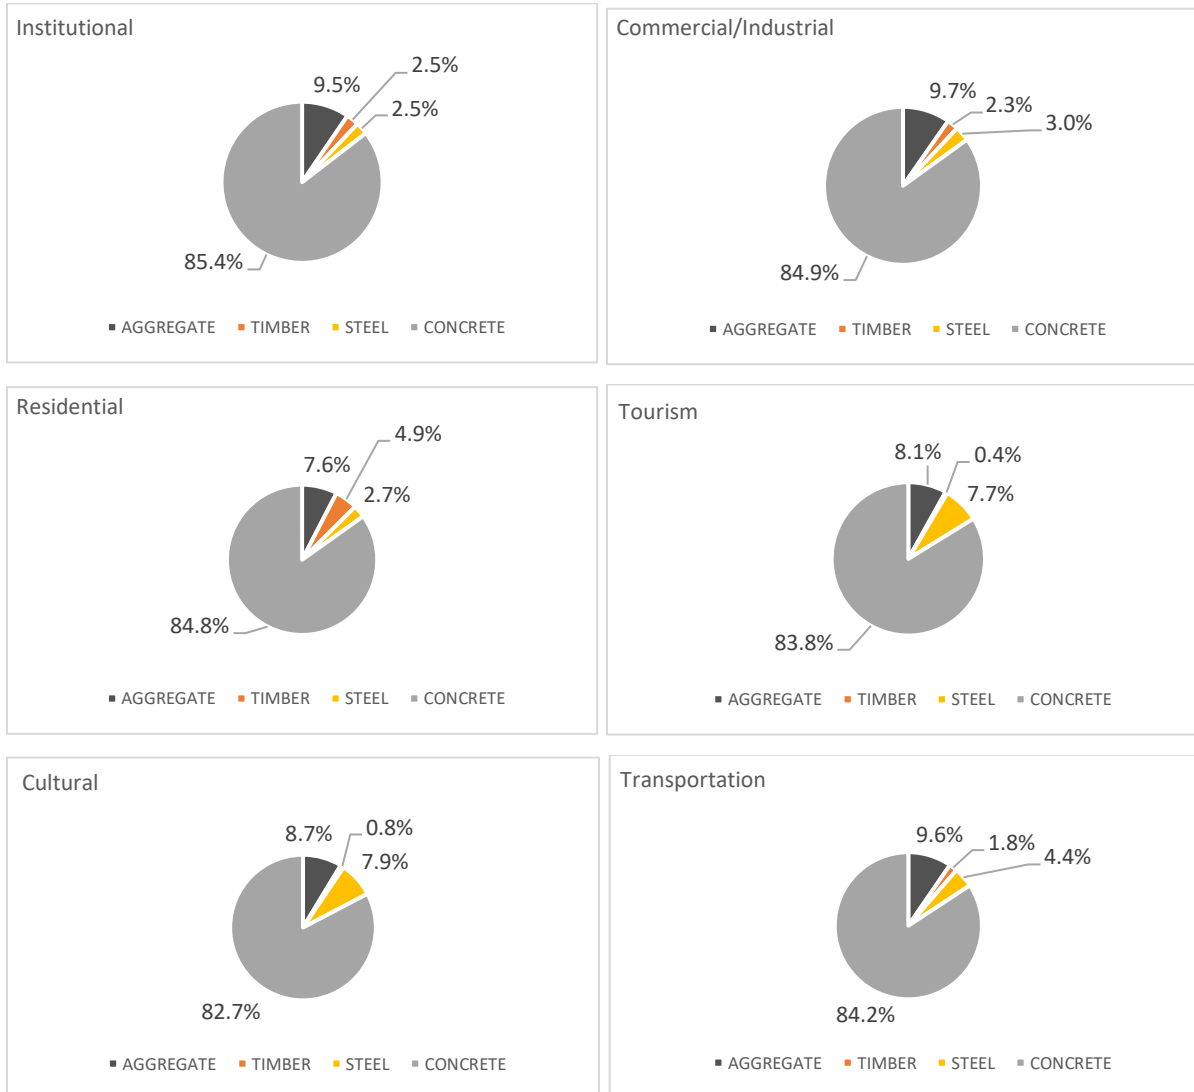 Institutional
9.5%
2.5%
2.5%
85.4%
AGGREGATE TIMBER STEEL CONCRETE
Commercial/Industrial
9.7%
2.3%
3.0%
84.9%
AGGREGATE TIMBER STEEL CONCRETE
Residential
7.6%
4.9%
2.7%
84.8%
AGGREGATE TIMBER STEEL CONCRETE
Tourism
8.1%
0.4%
7.7%
83.8%
AGGREGATE TIMBER STEEL CONCRETE
Cultural
8.7%
0.8%
7.9%
82.7%
AGGREGATE TIMBER STEEL CONCRETE
Transportation
9.6%
1.8%
4.4%
84.2%
AGGREGATE TIMBER STEEL CONCRETE